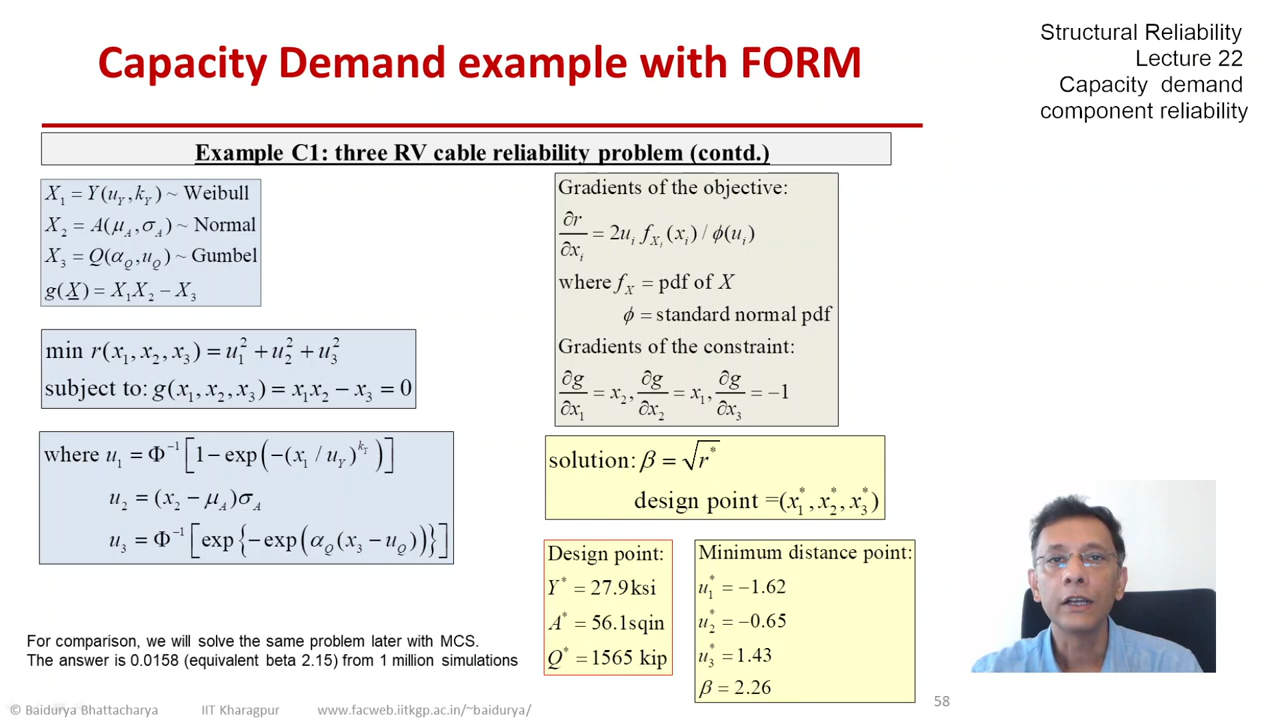 Capacity Demand example with FORM
Structural Reliability
Lecture 22
Capacity demand
component reliability
Example C1: three RV cable reliability problem (contd.)
X₁ = Y(u_Y, k_Y) ~ Weibull
X₂ = A(μ_A, σ_A) ~ Normal
X₃ = Q(α_Q, u_Q) ~ Gumbel
g(X) = X₁X₂ − X₃
min r(x₁, x₂, x₃) = u₁² + u₂² + u₃²
subject to: g(x₁, x₂, x₃) = x₁x₂ − x₃ = 0
where u₁ = Φ⁻¹[1 − exp(−(x₁ / u_Y)^k_Y)]
u₂ = (x₂ − μ_A)σ_A
u₃ = Φ⁻¹[exp{−exp(α_Q(x₃ − u_Q))}]
Gradients of the objective:
∂r/∂xᵢ = 2uᵢ f_Xᵢ(xᵢ) / ϕ(uᵢ)
where f_X = pdf of X
ϕ = standard normal pdf
Gradients of the constraint:
∂g/∂x₁ = x₂, ∂g/∂x₂ = x₁, ∂g/∂x₃ = −1
solution: β = √r*
design point =(x₁*, x₂*, x₃*)
Design point:
Y* = 27.9 ksi
A* = 56.1sqin
Q* = 1565 kip
Minimum distance point:
u₁* = −1.62
u₂* = −0.65
u₃* = 1.43
β = 2.26
For comparison, we will solve the same problem later with MCS.
The answer is 0.0158 (equivalent beta 2.15) from 1 million simulations
© Baidurya Bhattacharya IIT Kharagpur www.facweb.iitkgp.ac.in/~baidurya/
58